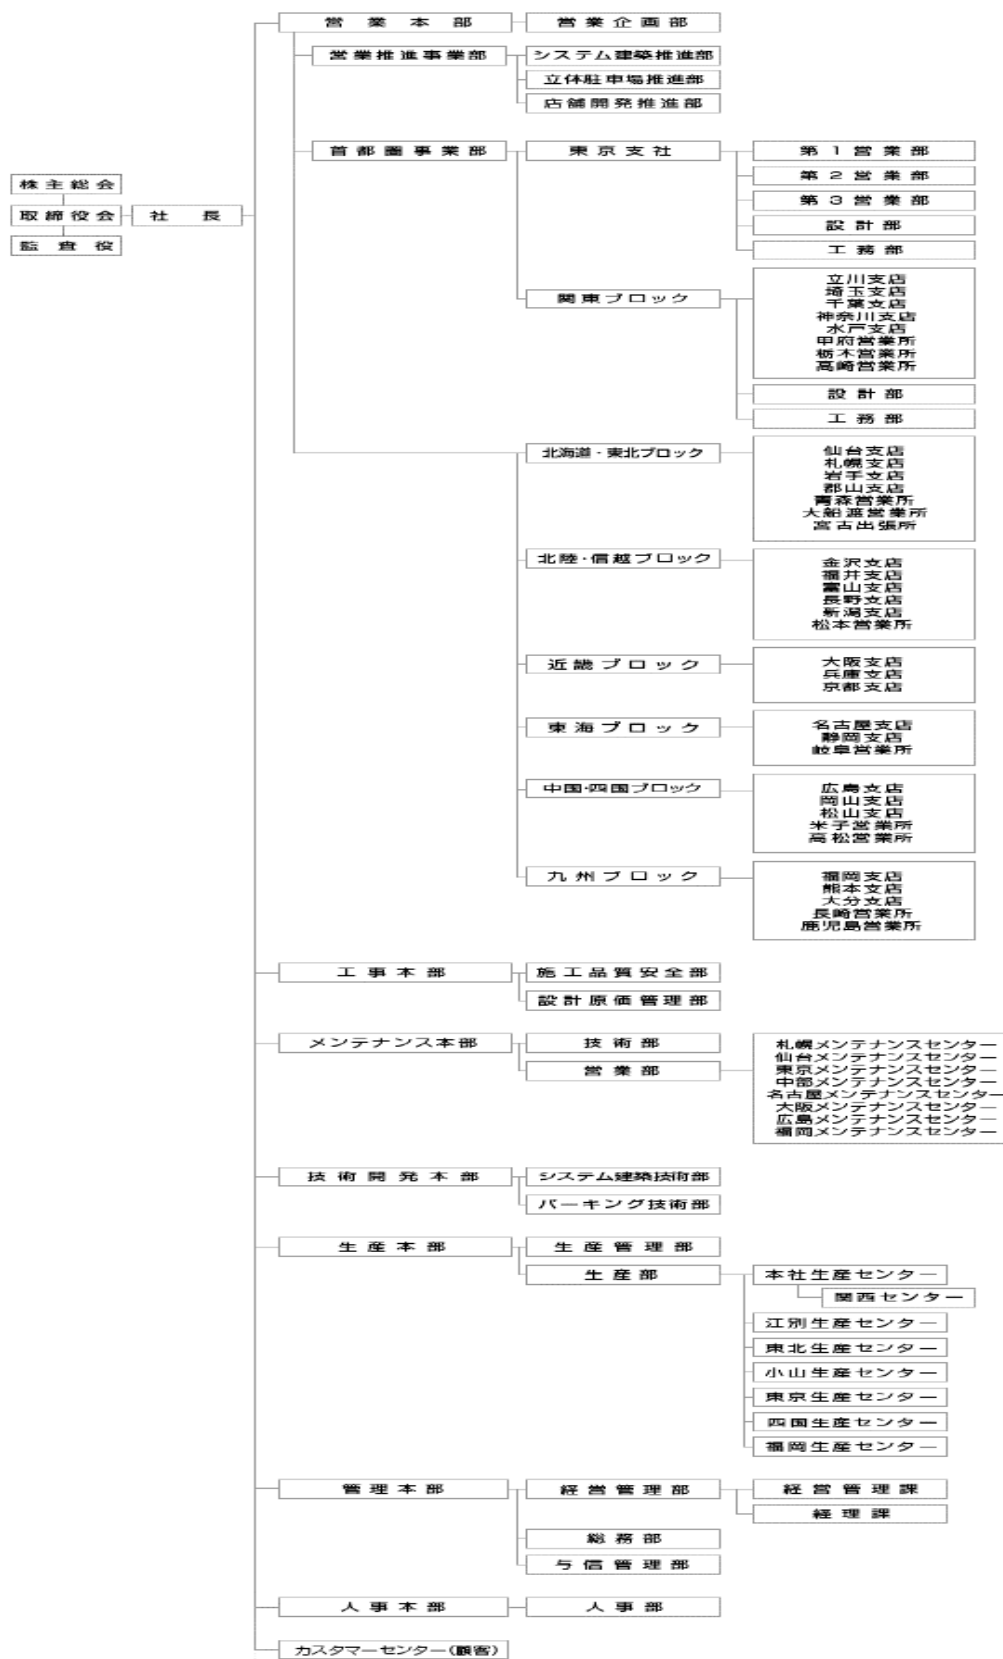 株主総会
取締役会
監査役
社長
営業本部
営業企画部
営業推進事業部
システム建築推進部
立体駐車場推進部
店舗開発推進部
首都圏事業部
東京支社
第1営業部
第2営業部
第3営業部
設計部
工務部
関東ブロック
立川支店
埼玉支店
千葉支店
神奈川支店
水戸支店
甲府営業所
栃木営業所
高崎営業所
設計部
工務部
北海道・東北ブロック
仙台支店
札幌支店
岩手支店
郡山支店
青森営業所
大船渡営業所
宮古出張所
北陸・信越ブロック
金沢支店
福井支店
富山支店
長野支店
新潟支店
松本営業所
近畿ブロック
大阪支店
兵庫支店
京都支店
東海ブロック
名古屋支店
静岡支店
岐阜営業所
中国・四国ブロック
広島支店
岡山支店
松山支店
米子営業所
高松営業所
九州ブロック
福岡支店
熊本支店
大分支店
長崎営業所
鹿児島営業所
工事本部
施工品質安全部
設計原価管理部
メンテナンス本部
技術部
営業部
札幌メンテナンスセンター
仙台メンテナンスセンター
東京メンテナンスセンター
中部メンテナンスセンター
名古屋メンテナンスセンター
大阪メンテナンスセンター
広島メンテナンスセンター
福岡メンテナンスセンター
技術開発本部
システム建築技術部
パーキング技術部
生産本部
生産管理部
生産部
本社生産センター
関西センター
江別生産センター
東北生産センター
小山生産センター
東京生産センター
四国生産センター
福岡生産センター
管理本部
経営管理部
経営管理課
経理課
総務部
与信管理部
人事本部
人事部
カスタマーセンター(顧客)